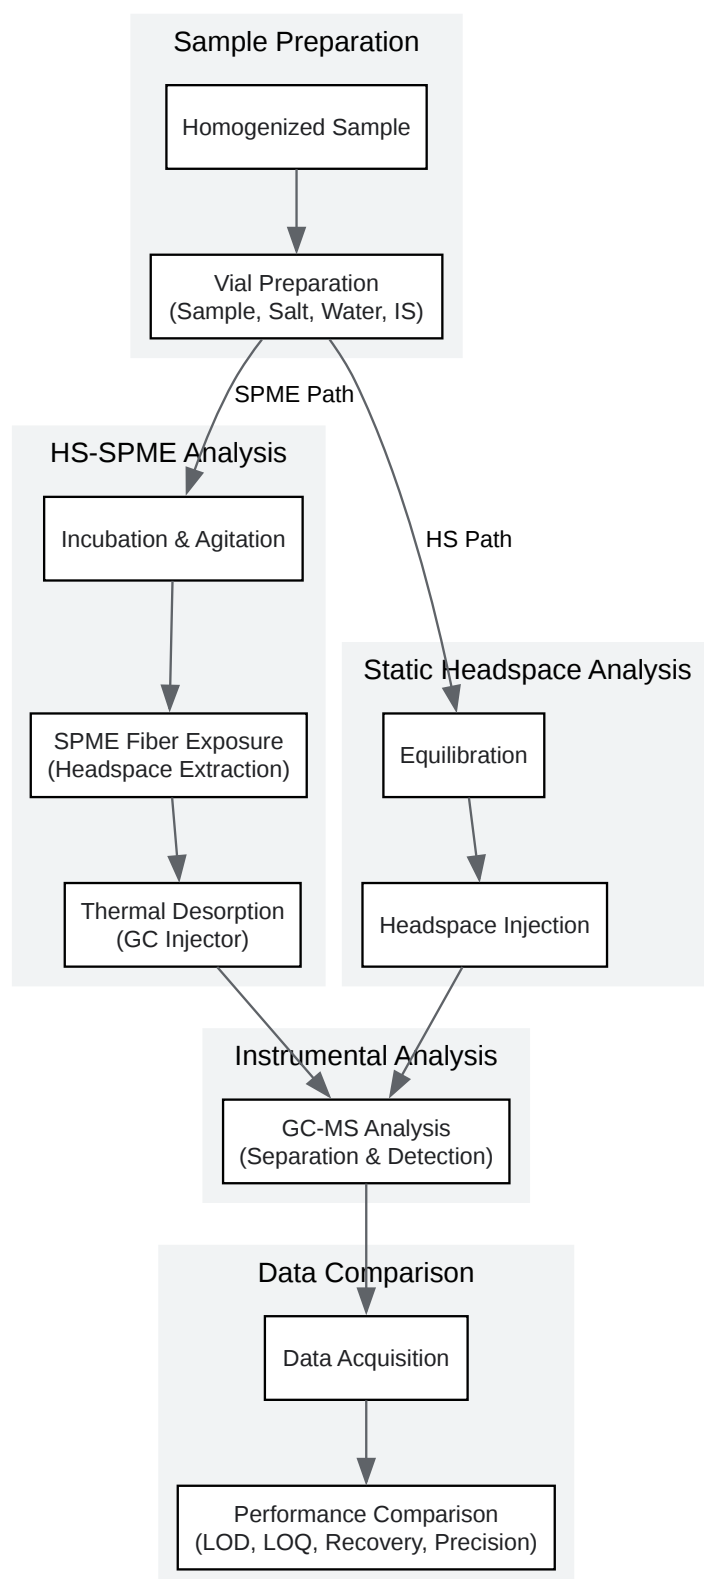 Sample Preparation
Homogenized Sample
Vial Preparation
(Sample, Salt, Water, IS)
SPME Path
HS-SPME Analysis
Incubation & Agitation
HS Path
SPME Fiber Exposure
(Headspace Extraction)
Thermal Desorption
(GC Injector)
Static Headspace Analysis
Equilibration
Headspace Injection
Instrumental Analysis
GC-MS Analysis
(Separation & Detection)
Data Comparison
Data Acquisition
Performance Comparison
(LOD, LOQ, Recovery, Precision)